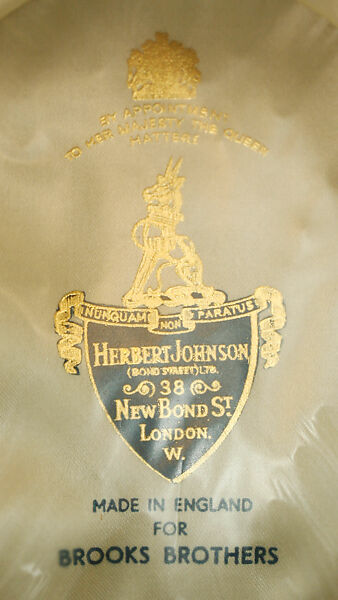 BY APPOINTMENT
TO HER MAJESTY THE QUEEN
HATTERS
NUNQUAM NON PARATUS
HERBERT JOHNSON
(BOND STREET) LTD.
38
NEW BOND ST.
LONDON.
W.
MADE IN ENGLAND
FOR
BROOKS BROTHERS